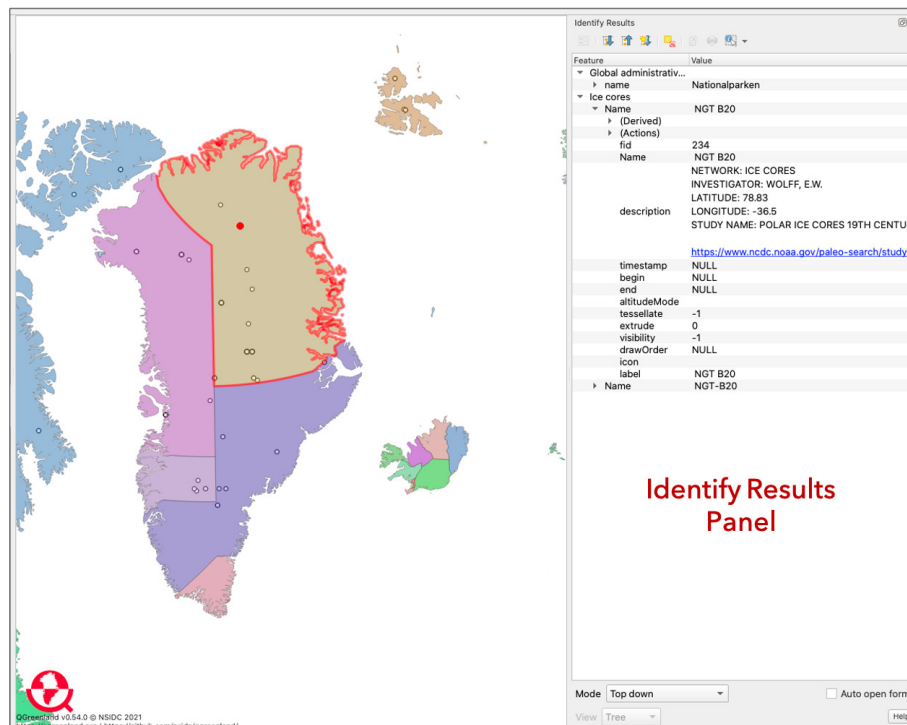 Identify Results
Feature Value
Global administrativ...
name Nationalparken
Ice cores
Name NGT B20
(Derived)
(Actions)
fid 234
Name NGT B20
NETWORK: ICE CORES
INVESTIGATOR: WOLFF, E.W.
LATITUDE: 78.83
description LONGITUDE: -36.5
STUDY NAME: POLAR ICE CORES 19TH CENTU
https://www.ncdc.noaa.gov/paleo-search/study
timestamp NULL
begin NULL
end NULL
altitudeMode
tessellate -1
extrude 0
visibility -1
drawOrder NULL
icon
label NGT B20
Name NGT-B20
Identify Results
Panel
Mode Top down Auto open form
View Tree Help
QGreenland v0.54.0 © NSIDC 2021